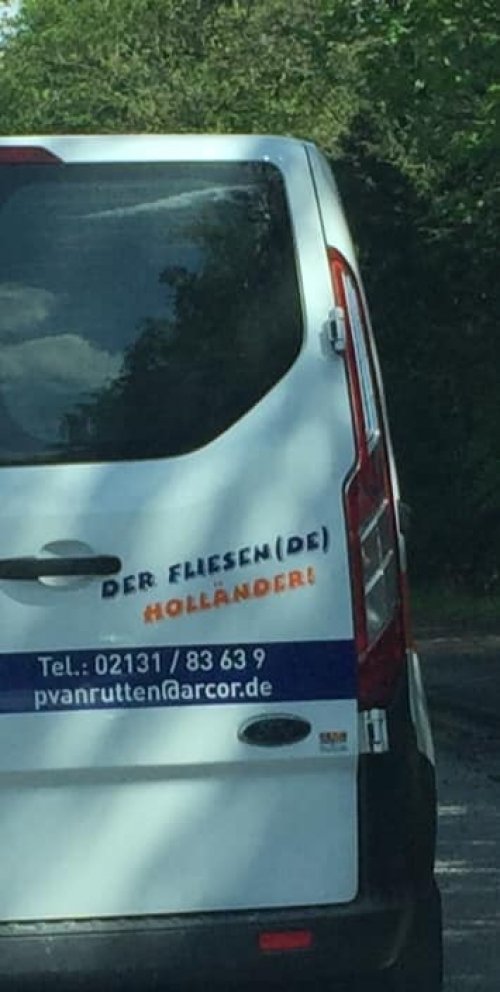 DER FLIESEN(DE)
HOLLÄNDER!
Tel.: 02131 / 83 63 9
pvanrutten@arcor.de